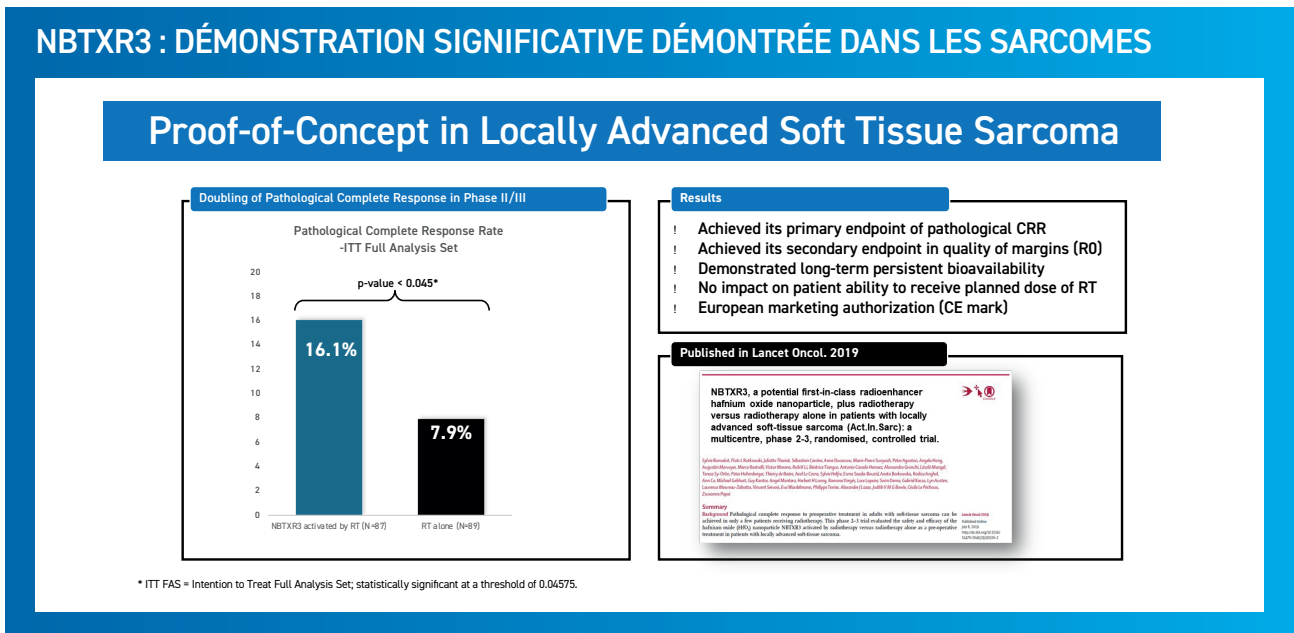 NBTXR3 : DÉMONSTRATION SIGNIFICATIVE DÉMONTRÉE DANS LES SARCOMES
Proof-of-Concept in Locally Advanced Soft Tissue Sarcoma
Doubling of Pathological Complete Response in Phase II/III
Pathological Complete Response Rate
-ITT Full Analysis Set
20
18
16
14
12
10
8
6
4
2
0
p-value < 0.045*
16.1%
7.9%
NBTXR3 activated by RT (N=87)
RT alone (N=89)
Results
! Achieved its primary endpoint of pathological CRR
! Achieved its secondary endpoint in quality of margins (R0)
! Demonstrated long-term persistent bioavailability
! No impact on patient ability to receive planned dose of RT
! European marketing authorization (CE mark)
Published in Lancet Oncol. 2019
NBTXR3, a potential first-in-class radioenhancer
hafnium oxide nanoparticle, plus radiotherapy
versus radiotherapy alone in patients with locally
advanced soft-tissue sarcoma (Act.In.Sarc): a
multicentre, phase 2-3, randomised, controlled trial.
Summary
Background Pathological complete response to preoperative treatment in adults with soft-tissue sarcoma can be
achieved in only a few patients receiving radiotherapy. This phase 2–3 trial evaluated the safety and efficacy of the
hafnium oxide (HfO₂) nanoparticle NBTXR3 activated by radiotherapy versus radiotherapy alone as a pre-operative
treatment in patients with locally advanced soft-tissue sarcoma.
Lancet Oncol 2019
Published Online
* ITT FAS = Intention to Treat Full Analysis Set; statistically significant at a threshold of 0.04575.